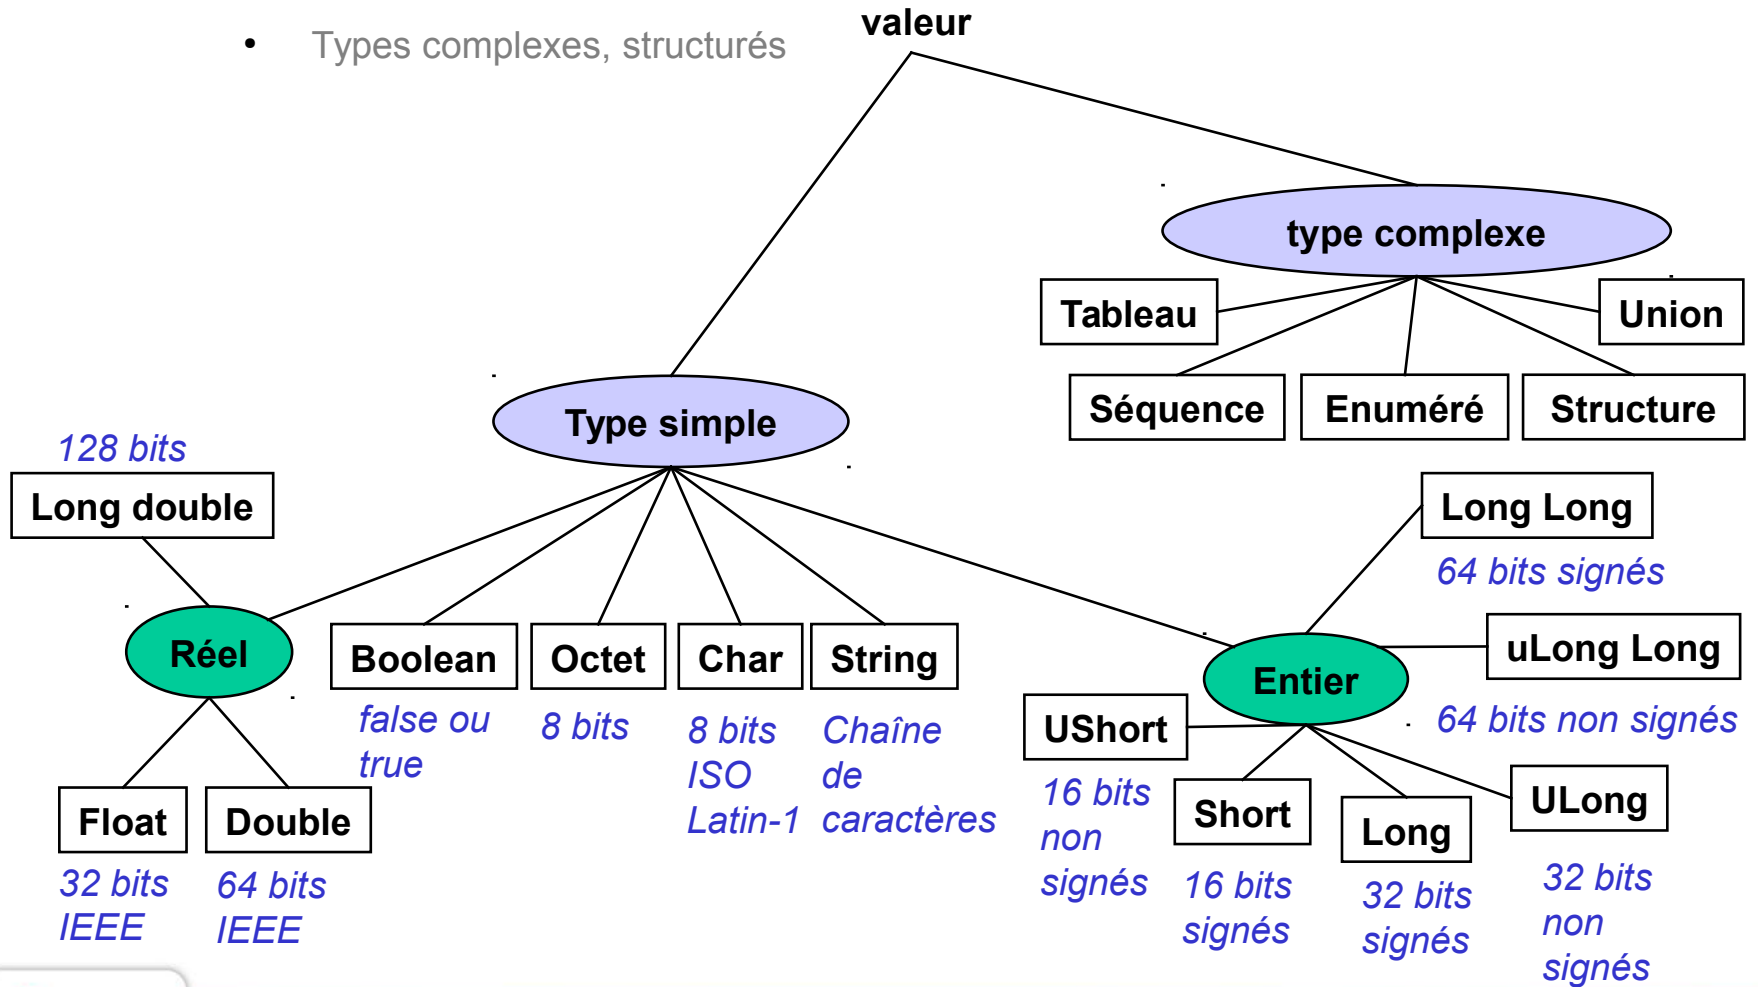 valeur
• Types complexes, structurés
type complexe
Tableau
Union
Séquence
Enuméré
Structure
Type simple
128 bits
Long double
Long Long
64 bits signés
Réel
Boolean
Octet
Char
String
Entier
uLong Long
64 bits non signés
false ou
true
8 bits
8 bits
ISO
Latin-1
Chaîne
de
caractères
UShort
16 bits
non
signés
Short
16 bits
signés
Long
32 bits
signés
ULong
32 bits
non
signés
Float
32 bits
IEEE
Double
64 bits
IEEE